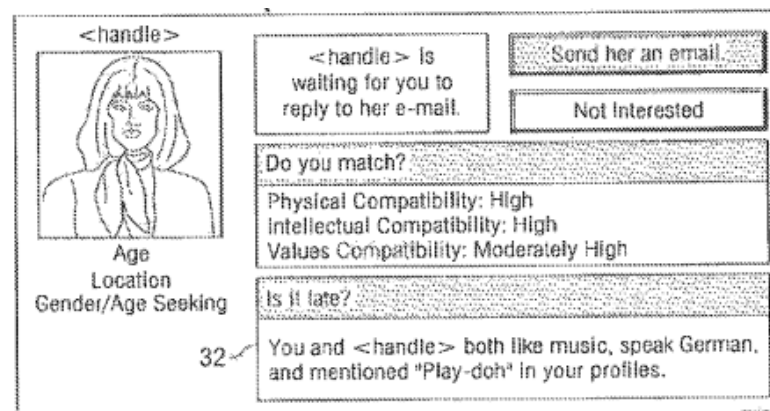 <handle>
<handle> is
waiting for you to
reply to her e-mail.
Send her an email.
Not Interested
Do you match?
Physical Compatibility: High
Intellectual Compatibility: High
Values Compatibility: Moderately High
Age
Location
Gender/Age Seeking
Is it late?
32
You and <handle> both like music, speak German,
and mentioned "Play-doh" in your profiles.